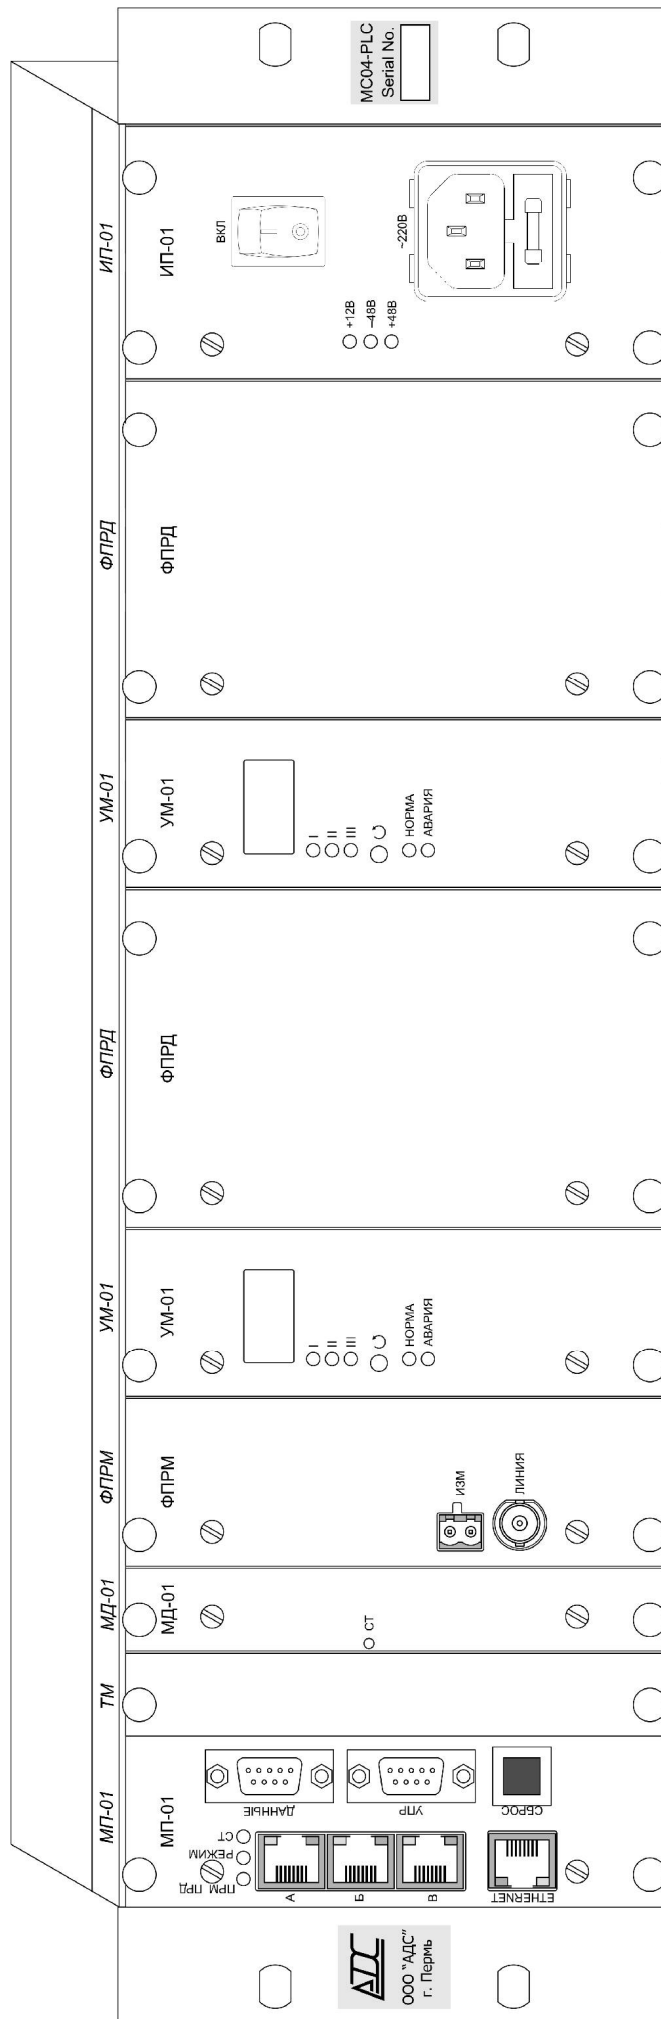 МП-01
ТМ
МД-01
ФПРМ
УМ-01
ФПРД
УМ-01
ФПРД
ИП-01
МП-01
ПРМ ПРД
РЕЖИМ
СТ
ДАННЫЕ
А
Б
В
УПР
ETHERNET
СБРОС
ООО "АДС"
г. Пермь
МД-01
СТ
ФПРМ
ИЗМ
ЛИНИЯ
УМ-01
I
II
III
НОРМА
АВАРИЯ
ФПРД
УМ-01
I
II
III
НОРМА
АВАРИЯ
ФПРД
ИП-01
ВКЛ
+12В
–48В
+48В
~220В
МС04-PLC
Serial No.
АДС